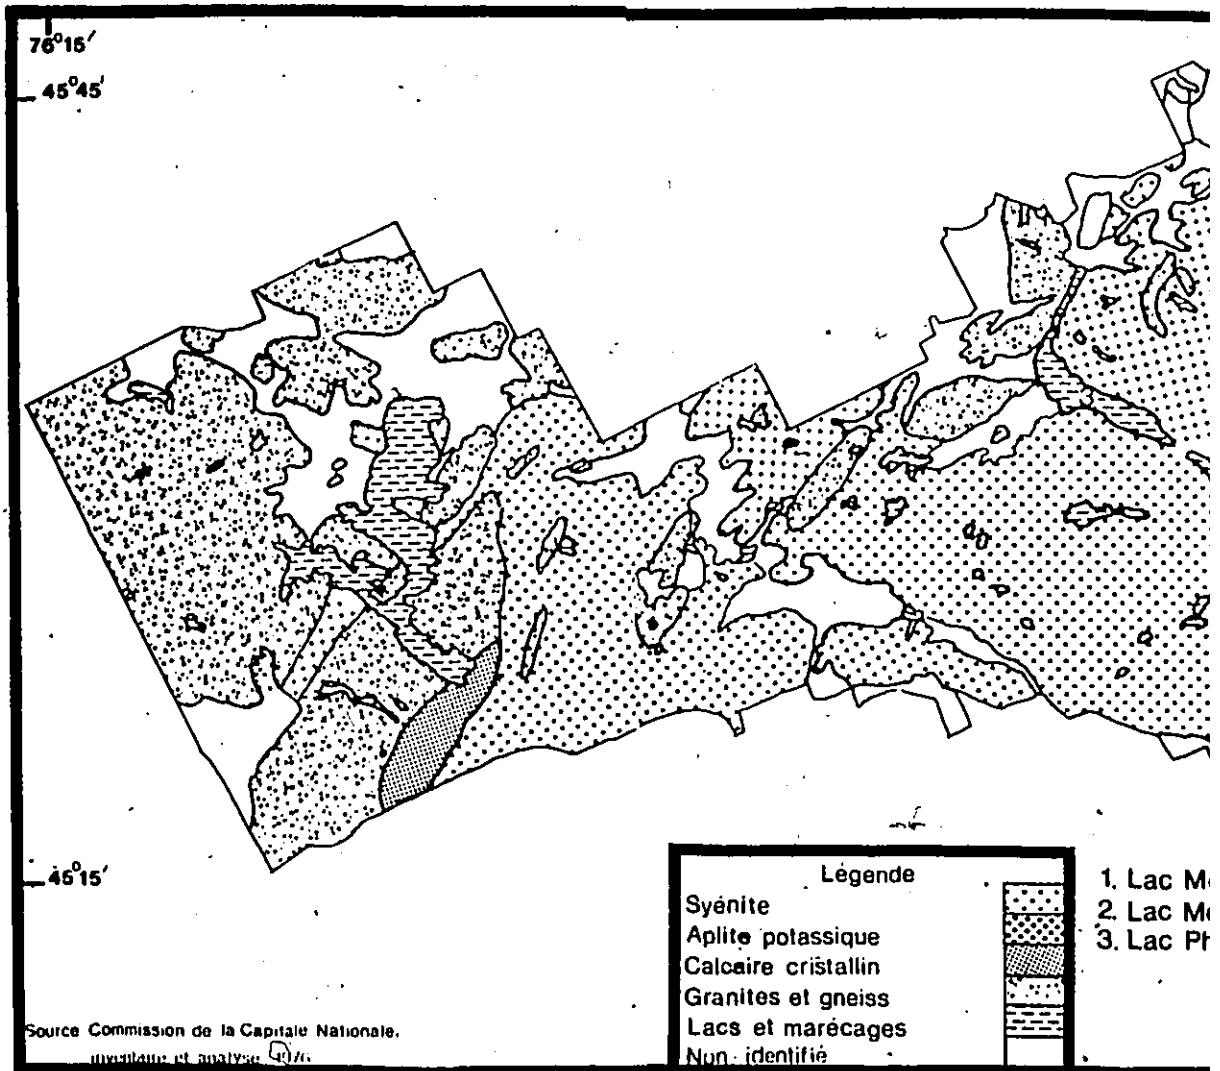 76°15′
45°45′
45°15′
Légende
Syénite
Aplite potassique
Calcaire cristallin
Granites et gneiss
Lacs et marécages
Non identifié
1. Lac
2. Lac
3. Lac
Source Commission de la Capitale Nationale.
inventaire et analyse 1976